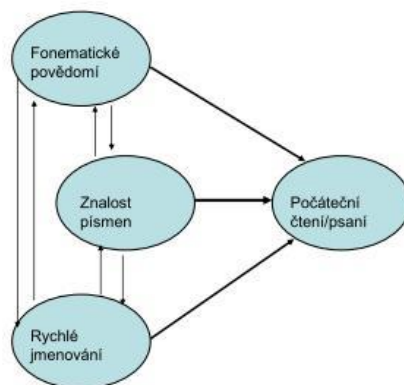 Fonematické
povědomí
Znalost
písmen
Počáteční
čtení/psaní
Rychlé
jmenování